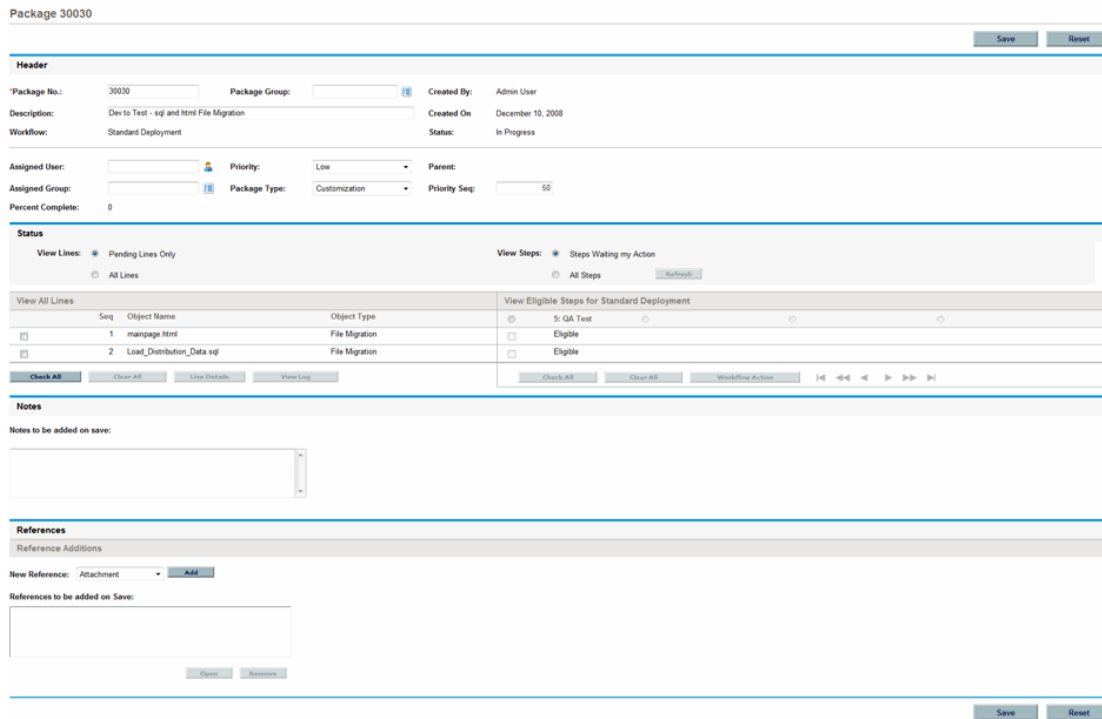 Package 30030
Save Reset
Header
*Package No.: 30030 Package Group: Created By: Admin User
Description: Dev to Test - sql and html File Migration Created On December 10, 2008
Workflow: Standard Deployment Status: In Progress
Assigned User: Priority: Low Parent:
Assigned Group: Package Type: Customization Priority Seq: 50
Percent Complete: 0
Status
View Lines: Pending Lines Only View Steps: Steps Waiting my Action
All Lines All Steps Refresh
View All Lines View Eligible Steps for Standard Deployment
Seq Object Name Object Type 5: QA Test
1 mainpage.html File Migration Eligible
2 Load_Distribution_Data.sql File Migration Eligible
Check All Clear All Line Details View Log Check All Clear All Workflow Action
Notes
Notes to be added on save:
References
Reference Additions
New Reference: Attachment Add
References to be added on Save:
Open Remove
Save Reset